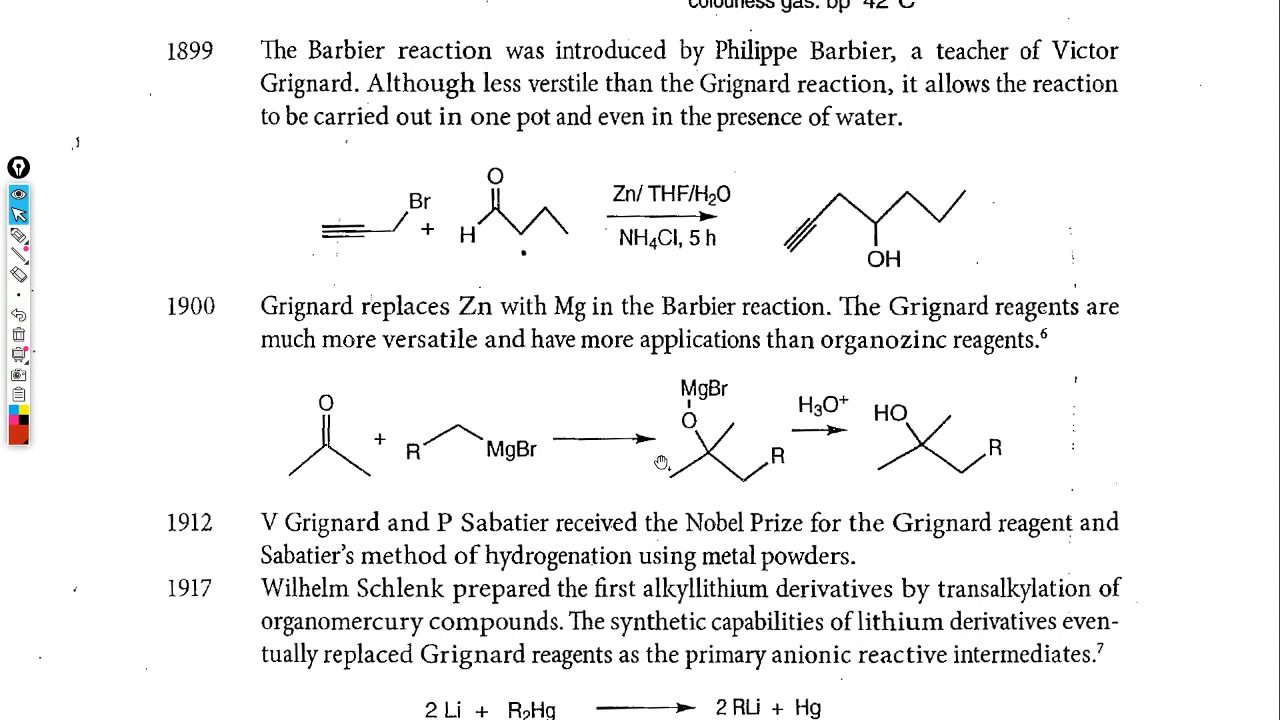 colourless gas. bp 42 °C
1899 The Barbier reaction was introduced by Philippe Barbier, a teacher of Victor
Grignard. Although less verstile than the Grignard reaction, it allows the reaction
to be carried out in one pot and even in the presence of water.
Br
O
+
H
Zn/ THF/H₂O
NH₄Cl, 5 h
OH
1900 Grignard replaces Zn with Mg in the Barbier reaction. The Grignard reagents are
much more versatile and have more applications than organozinc reagents.⁶
O
+
R
MgBr
MgBr
O
R
H₃O⁺
HO
R
1912 V Grignard and P Sabatier received the Nobel Prize for the Grignard reagent and
Sabatier's method of hydrogenation using metal powders.
1917 Wilhelm Schlenk prepared the first alkyllithium derivatives by transalkylation of
organomercury compounds. The synthetic capabilities of lithium derivatives even-
tually replaced Grignard reagents as the primary anionic reactive intermediates.⁷
2 Li + R₂Hg 2 RLi + Hg